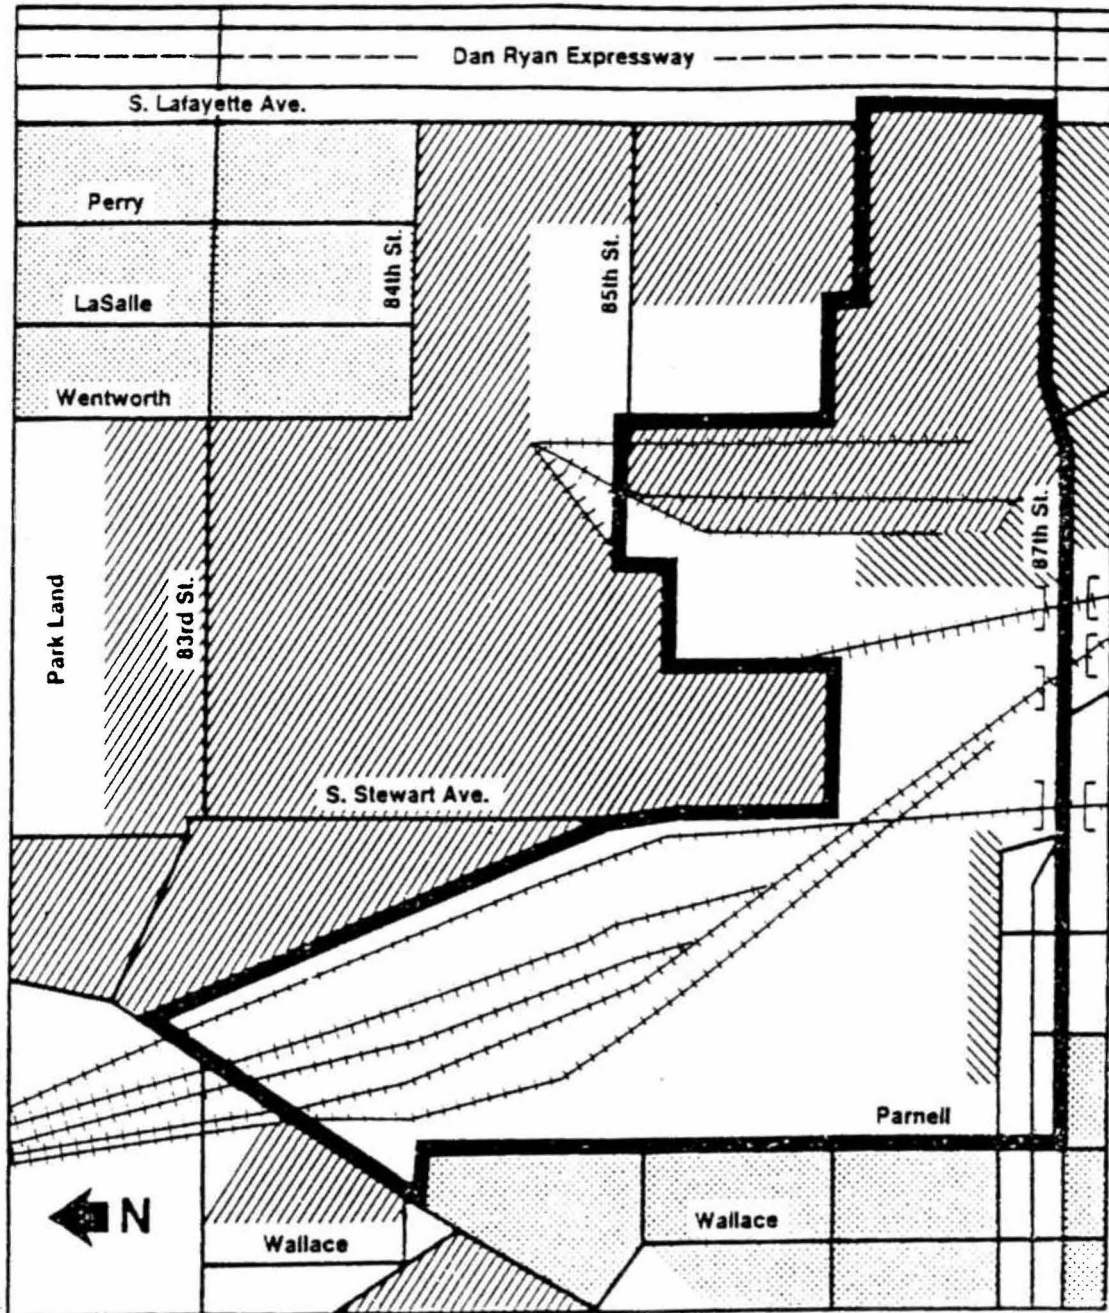 Dan Ryan Expressway
S. Lafayette Ave.
Perry
84th St.
85th St.
LaSalle
Wentworth
87th St.
Park Land
83rd St.
S. Stewart Ave.
Parnell
N
Wallace
Wallace